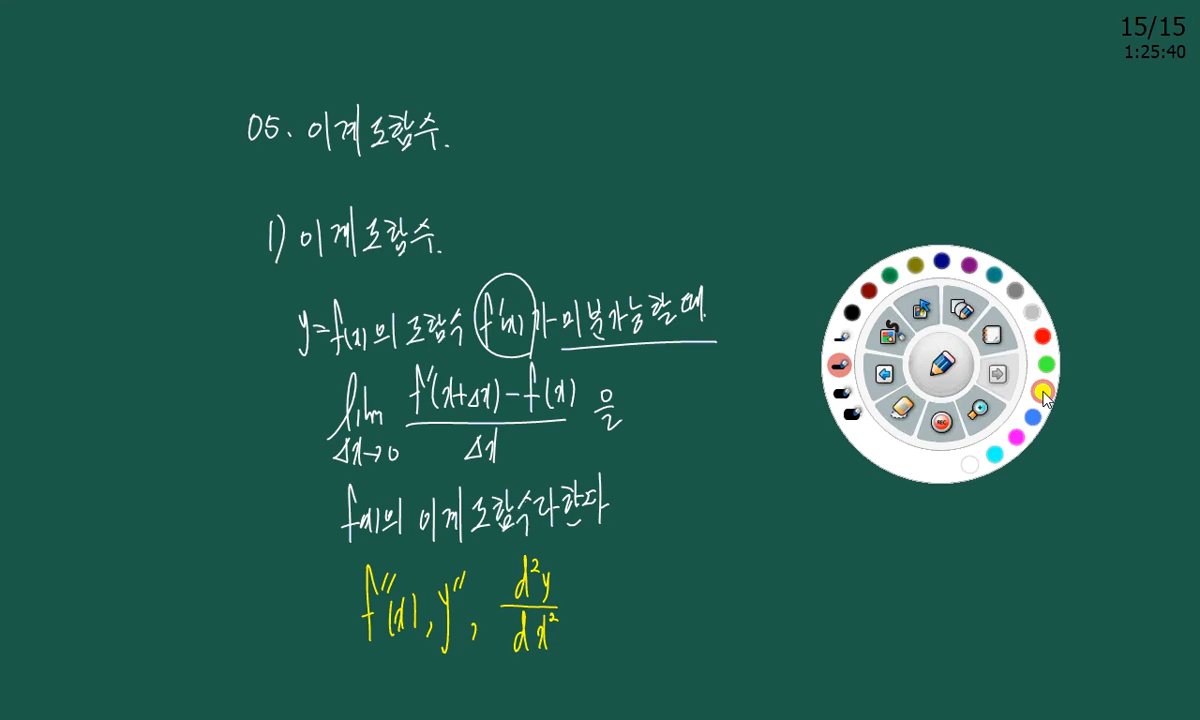 15/15
1:25:40
05. 이계도함수.
1) 이계도함수.
y=f(x)의 도함수 f'(x)가 미분가능할때
lim Δx→0 f'(x+Δx)-f'(x) / Δx 을
f(x)의 이계도함수라 한다
f''(x), y'', d²y/dx²
REC